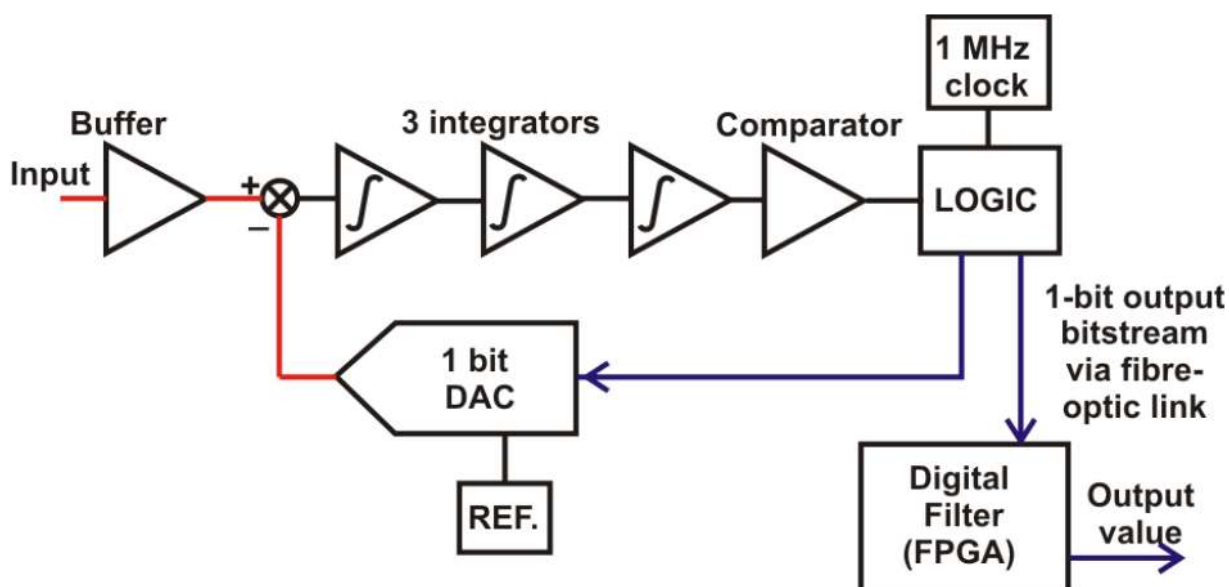 1 MHz
clock
Buffer
3 integrators
Comparator
Input
+
–
LOGIC
1-bit output
bitstream
via fibre-
optic link
1 bit
DAC
REF.
Digital
Filter
(FPGA)
Output
value